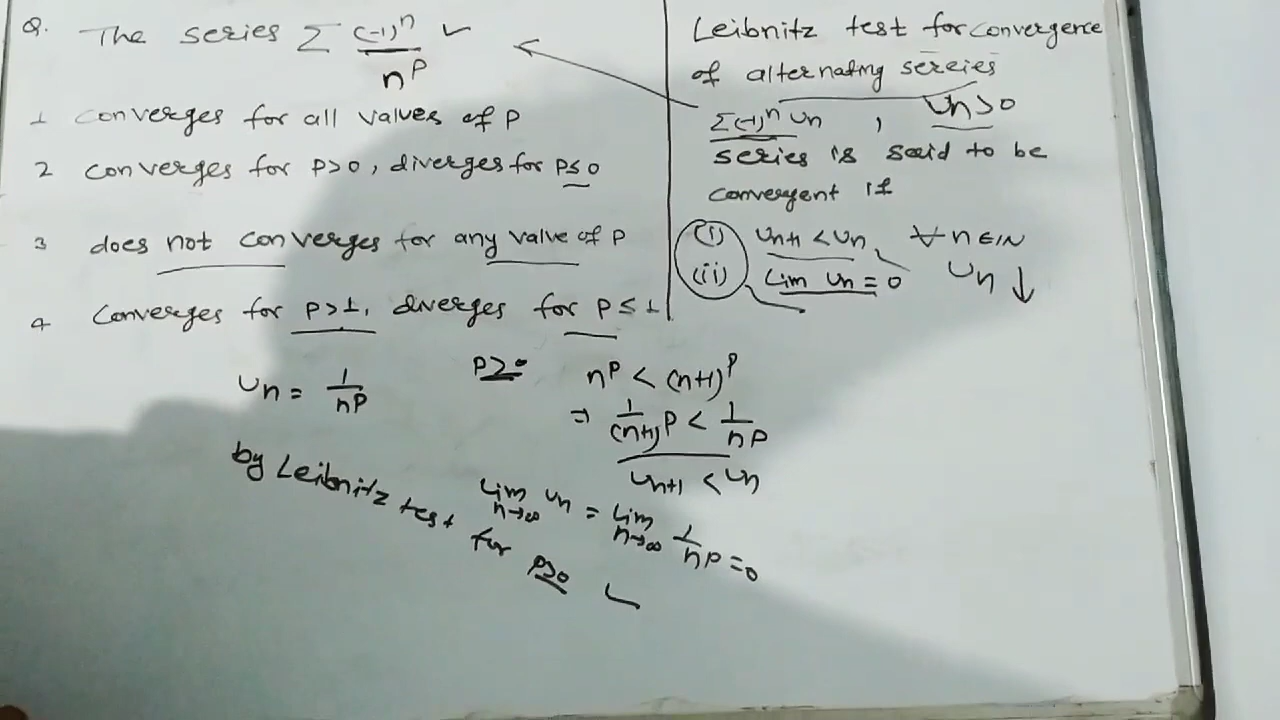 Q. The series Σ (-1)^n / n^p ✓
1 Converges for all values of p
2 converges for p>0, diverges for p≤0
3 does not converges for any value of p
4 Converges for p>1, diverges for p≤1
Leibnitz test for convergence
of alternating sereies
Σ(-1)^n un , un>0
series is said to be
convergent if
(i) un+1 < un, ∀ n∈IN
(ii) Lim un = 0 un ↓
un = 1/n^p
p>0 n^p < (n+1)^p
⇒ 1/(n+1)^p < 1/n^p
un+1 < un
by Leibnitz test for p>0 ✓
Lim n→∞ un = Lim n→∞ 1/n^p = 0